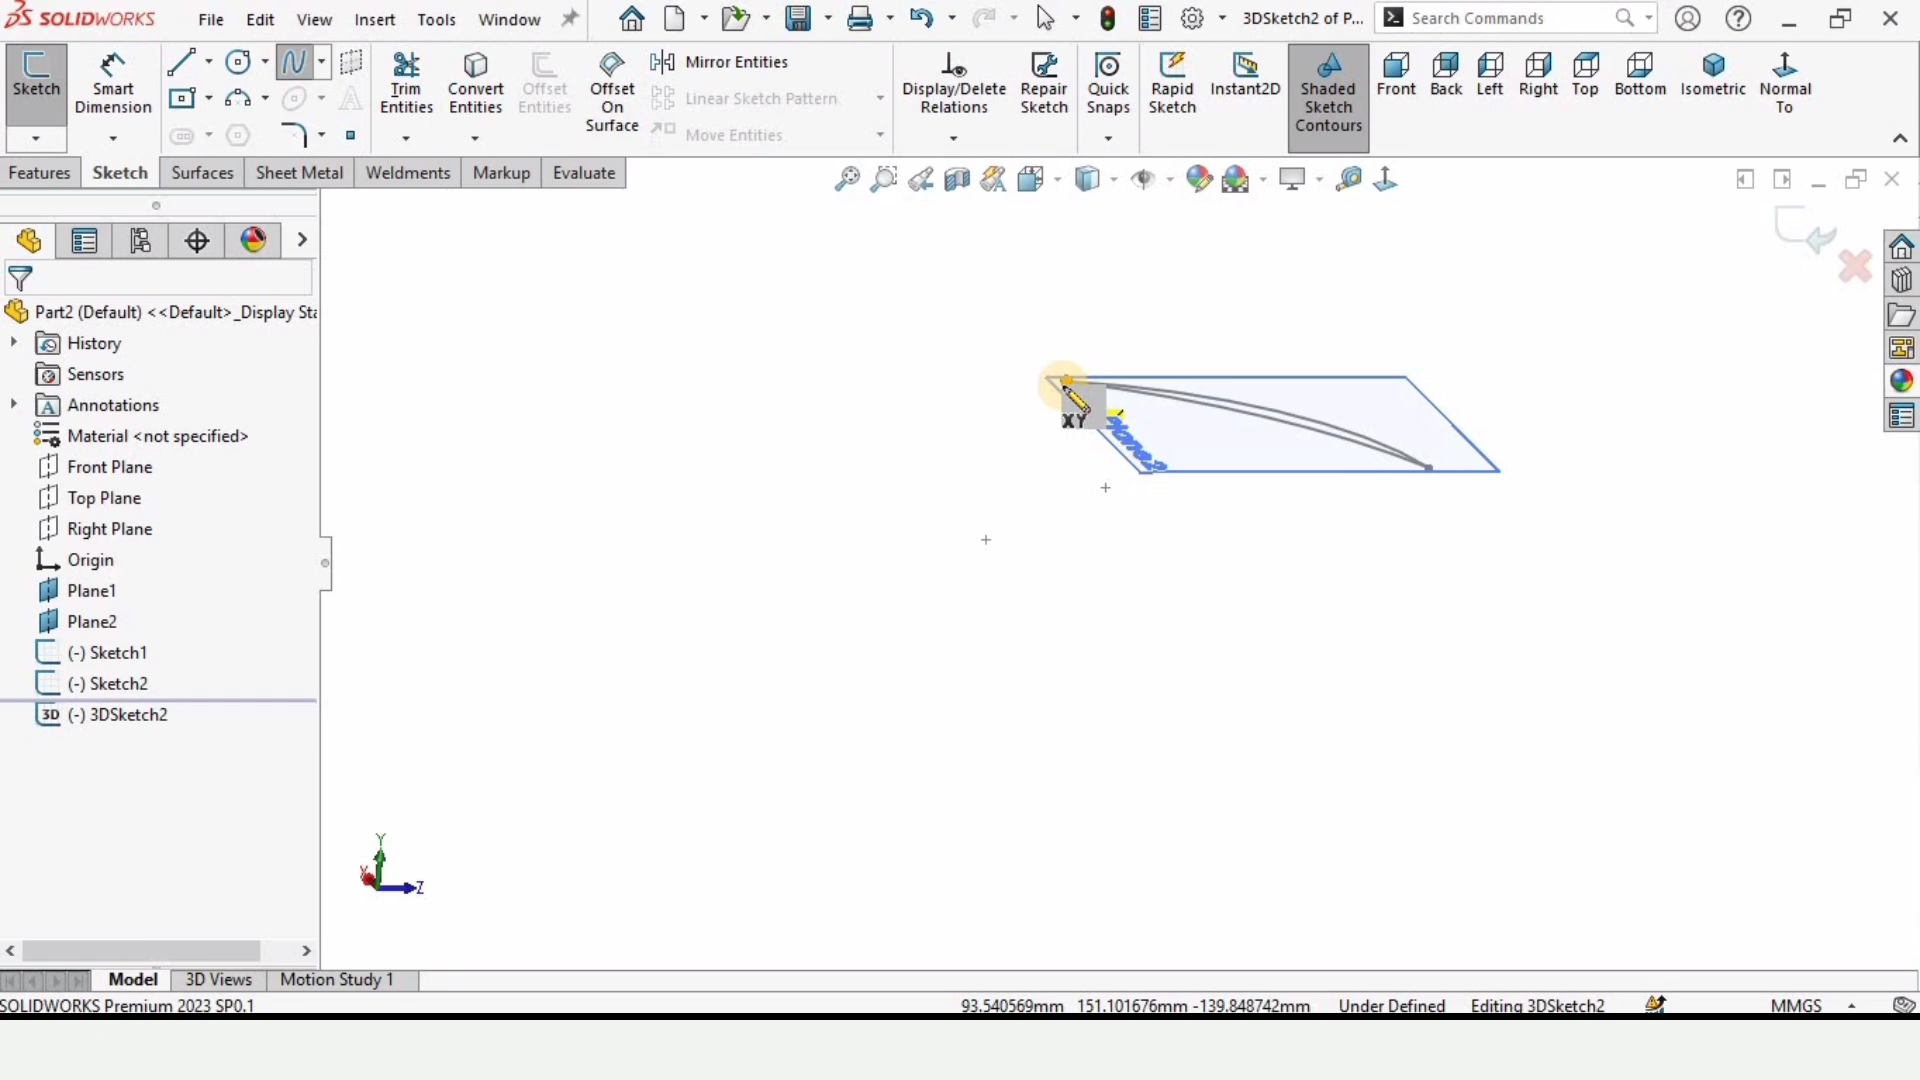 SOLIDWORKS File Edit View Insert Tools Window 3DSketch2 of P... Search Commands
Sketch Smart Dimension Trim Entities Convert Entities Offset Entities Offset On Surface Mirror Entities Linear Sketch Pattern Move Entities Display/Delete Relations Repair Sketch Quick Snaps Rapid Sketch Instant2D Shaded Sketch Contours Front Back Left Right Top Bottom Isometric Normal To
Features Sketch Surfaces Sheet Metal Weldments Markup Evaluate
Part2 (Default) <<Default>_Display Sta
History
Sensors
Annotations
Material <not specified>
Front Plane
Top Plane
Right Plane
Origin
Plane1
Plane2
(-) Sketch1
(-) Sketch2
3D (-) 3DSketch2
XY
Plane2
Y
X
Z
Model 3D Views Motion Study 1
SOLIDWORKS Premium 2023 SP0.1 93.540569mm 151.101676mm -139.848742mm Under Defined Editing 3DSketch2 MMGS